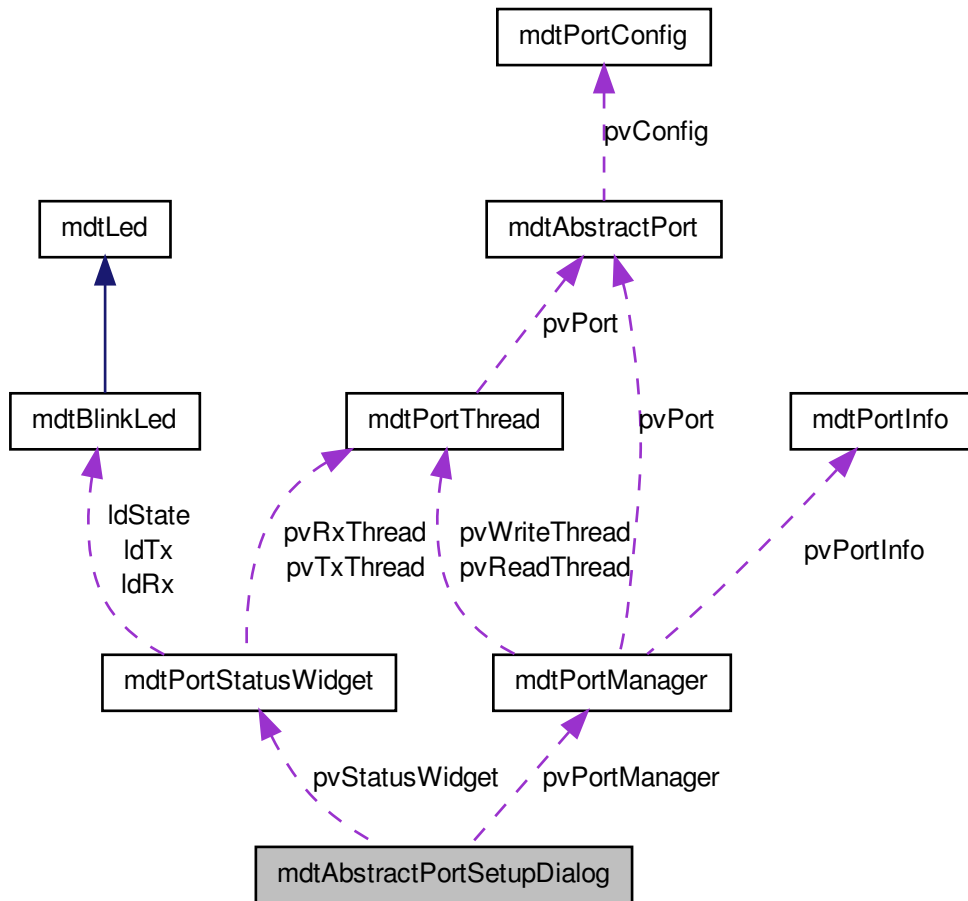 mdtPortConfig
pvConfig
mdtLed
mdtAbstractPort
pvPort
mdtBlinkLed
mdtPortThread
pvPort
mdtPortInfo
ldState
ldTx
ldRx
pvRxThread
pvTxThread
pvWriteThread
pvReadThread
pvPortInfo
mdtPortStatusWidget
mdtPortManager
pvStatusWidget
pvPortManager
mdtAbstractPortSetupDialog